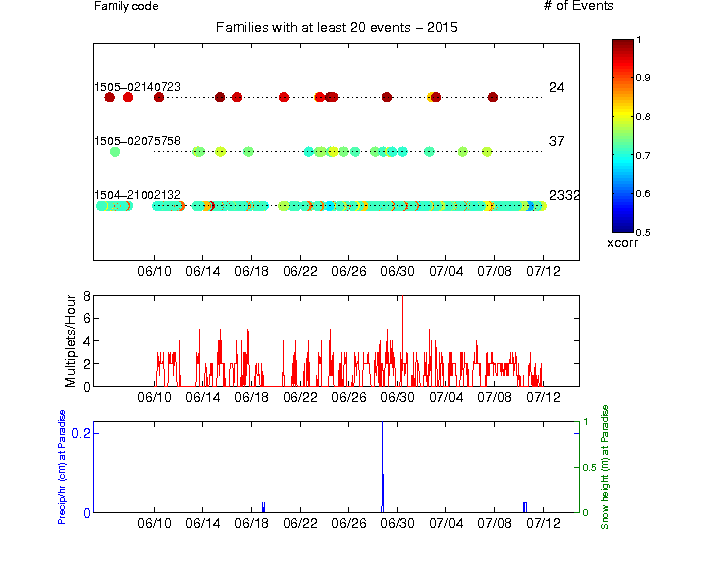 Family code # of Events
Families with at least 20 events – 2015
1505–02140723 24
1505–02075758 37
1504–21002132 2332
06/10 06/14 06/18 06/22 06/26 06/30 07/04 07/08 07/12
1
0.9
0.8
0.7
0.6
0.5
xcorr
Multiplets/Hour
8
6
4
2
0
06/10 06/14 06/18 06/22 06/26 06/30 07/04 07/08 07/12
Precip/hr (cm) at Paradise
0.2
0
1
0.5
0
Snow height (m) at Paradise
06/10 06/14 06/18 06/22 06/26 06/30 07/04 07/08 07/12